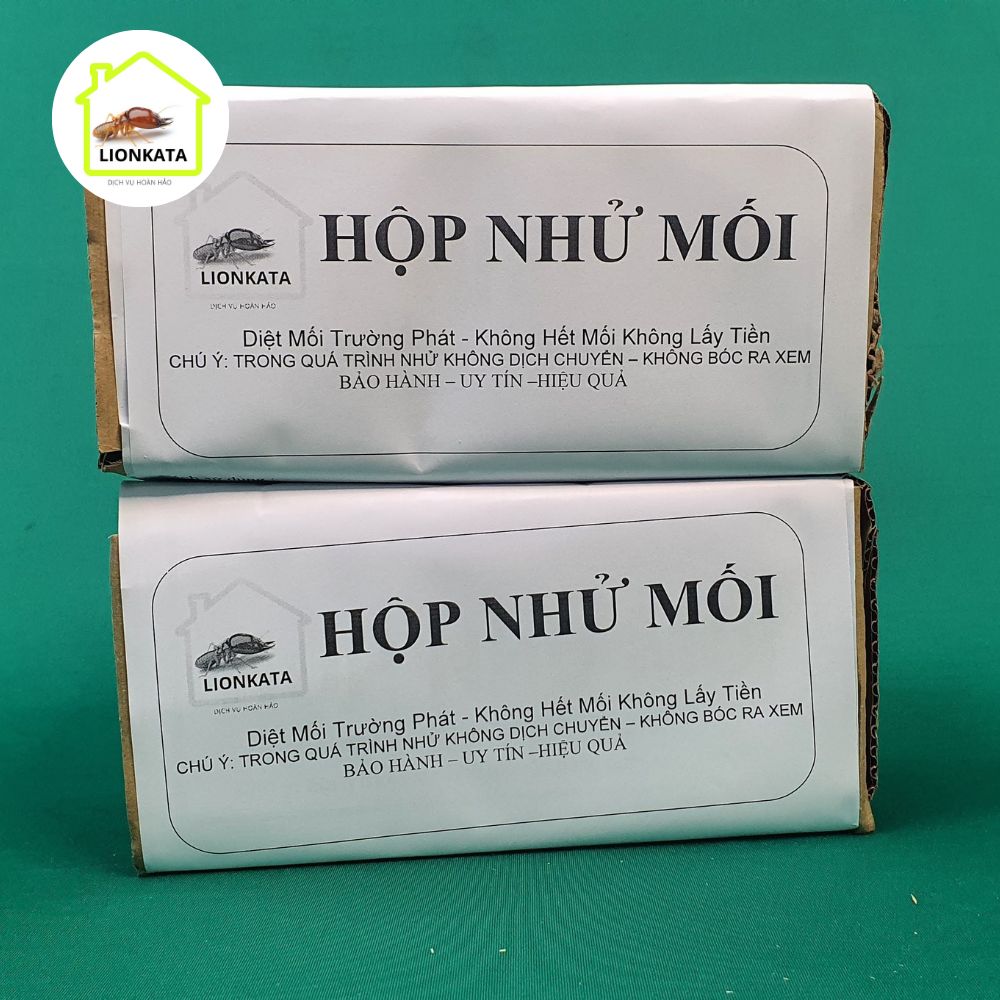 LIONKATA
DỊCH VỤ HOÀN HẢO
HỘP NHỬ MỐI
LIONKATA
DỊCH VỤ HOÀN HẢO
Diệt Mối Trường Phát - Không Hết Mối Không Lấy Tiền
CHÚ Ý: TRONG QUÁ TRÌNH NHỬ KHÔNG DỊCH CHUYỂN – KHÔNG BÓC RA XEM
BẢO HÀNH – UY TÍN –HIỆU QUẢ
HỘP NHỬ MỐI
LIONKATA
DỊCH VỤ HOÀN HẢO
Diệt Mối Trường Phát - Không Hết Mối Không Lấy Tiền
CHÚ Ý: TRONG QUÁ TRÌNH NHỬ KHÔNG DỊCH CHUYỂN – KHÔNG BÓC RA XEM
BẢO HÀNH – UY TÍN –HIỆU QUẢ